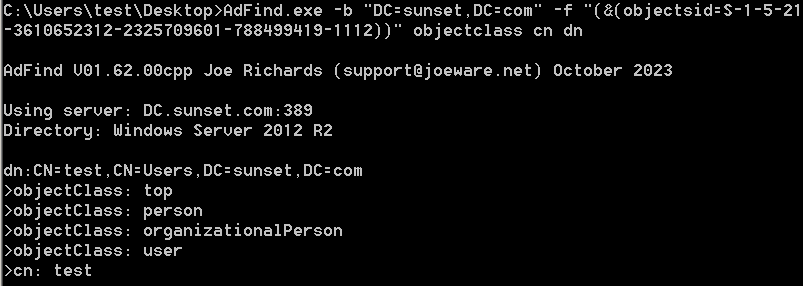 C:\Users\test\Desktop>AdFind.exe -b "DC=sunset,DC=com" -f "(&(objectsid=S-1-5-21
-3610652312-2325709601-788499419-1112))" objectclass cn dn
AdFind V01.62.00cpp Joe Richards (support@joeware.net) October 2023
Using server: DC.sunset.com:389
Directory: Windows Server 2012 R2
dn:CN=test,CN=Users,DC=sunset,DC=com
>objectClass: top
>objectClass: person
>objectClass: organizationalPerson
>objectClass: user
>cn: test